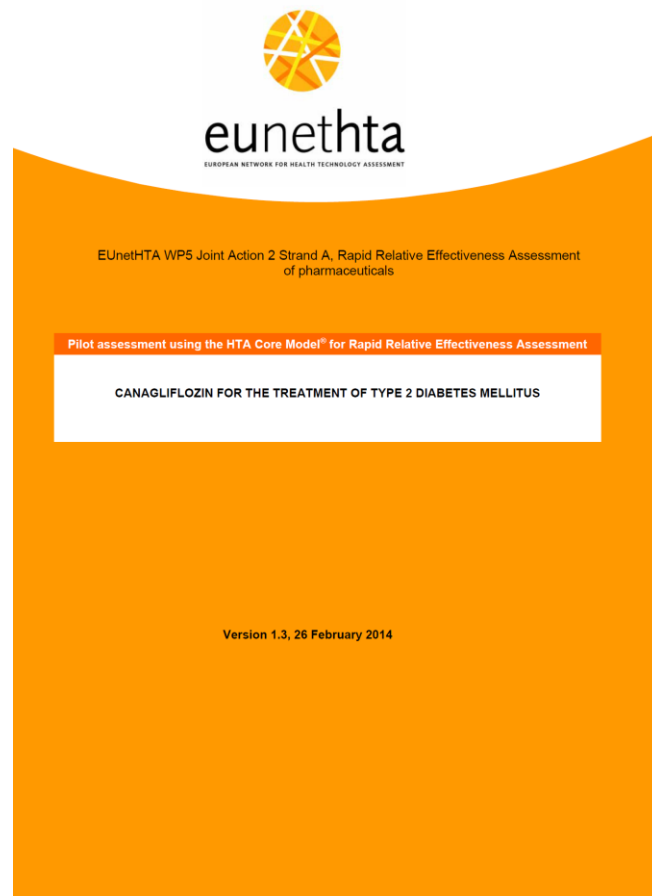 eunethta
EUROPEAN NETWORK FOR HEALTH TECHNOLOGY ASSESSMENT
EUnetHTA WP5 Joint Action 2 Strand A, Rapid Relative Effectiveness Assessment
of pharmaceuticals
Pilot assessment using the HTA Core Model® for Rapid Relative Effectiveness Assessment
CANAGLIFLOZIN FOR THE TREATMENT OF TYPE 2 DIABETES MELLITUS
Version 1.3, 26 February 2014